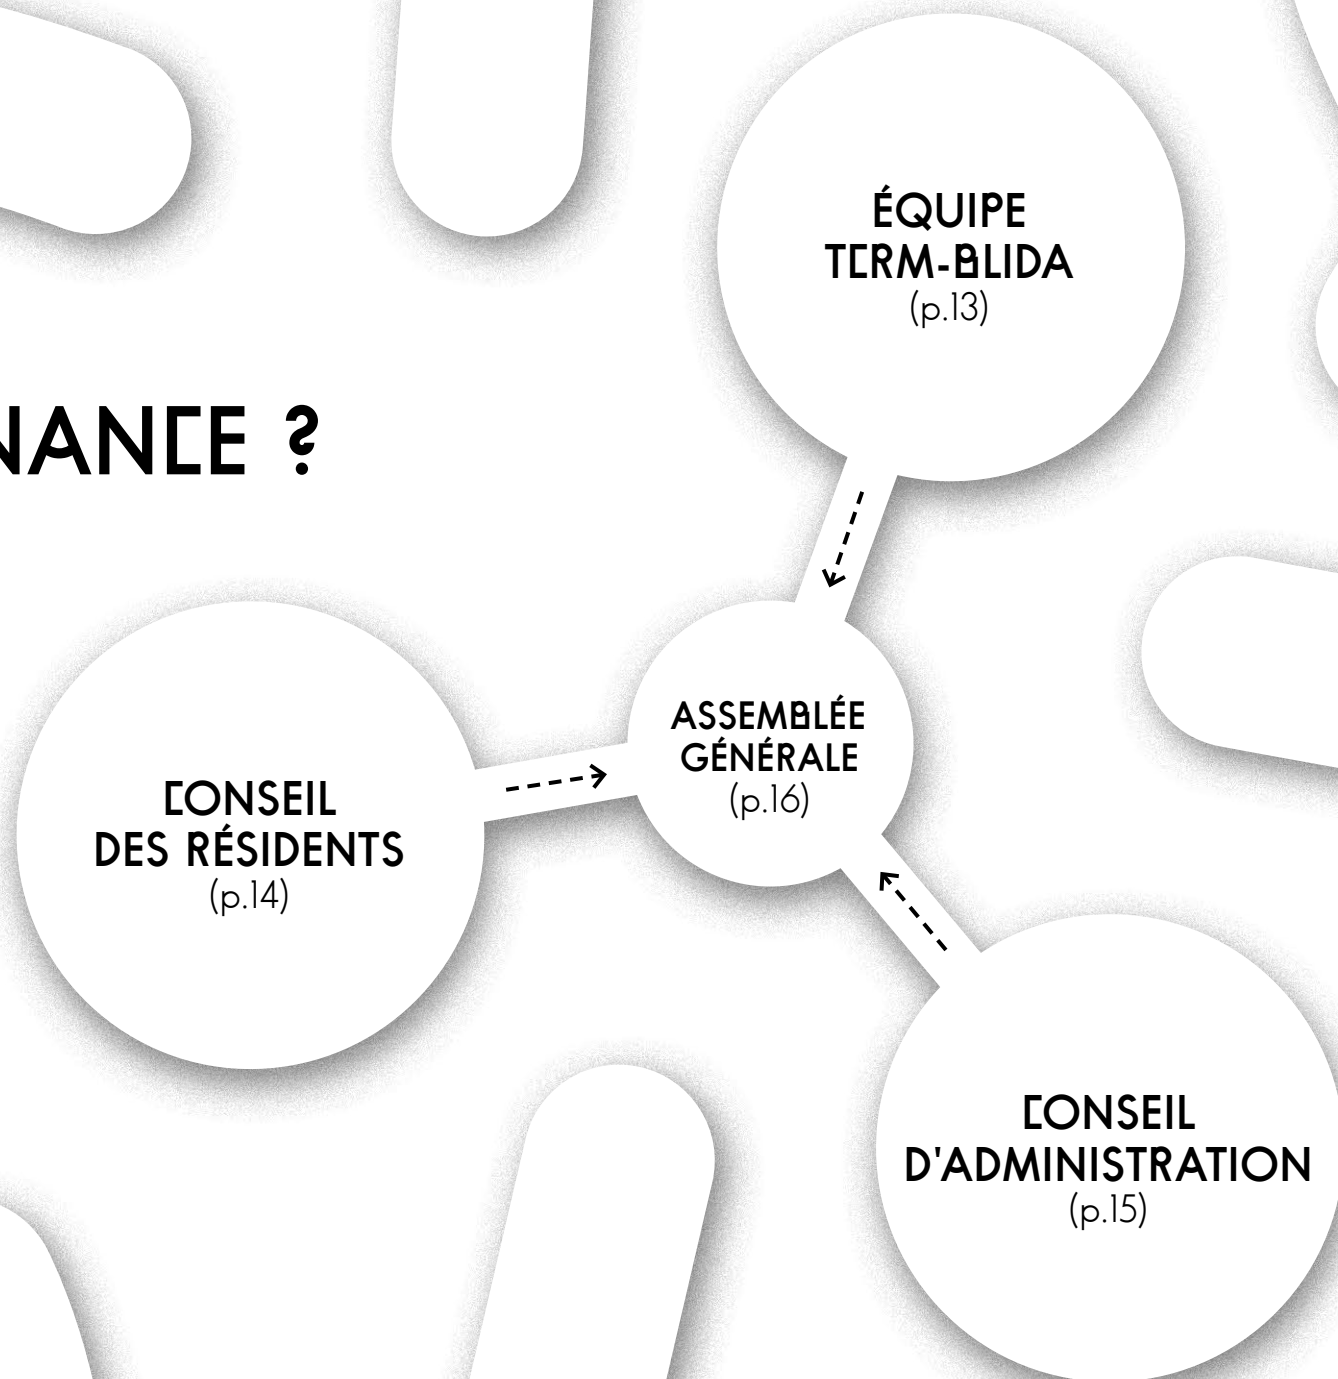 ÉQUIPE
TERM-BLIDA
(p.13)
NANCE ?
ASSEMBLÉE
GÉNÉRALE
(p.16)
CONSEIL
DES RÉSIDENTS
(p.14)
CONSEIL
D'ADMINISTRATION
(p.15)